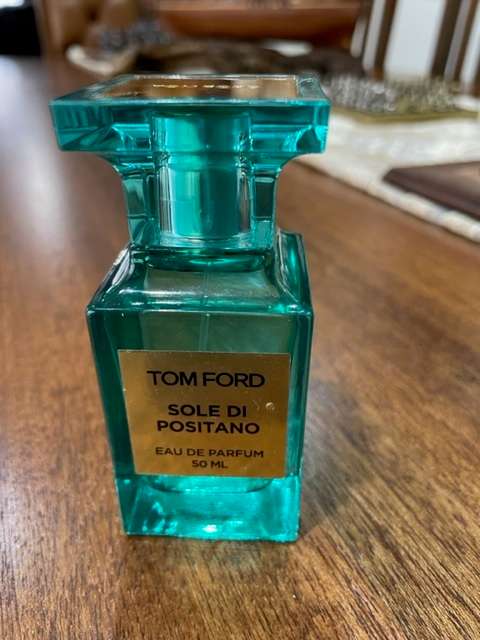 TOM FORD
SOLE DI
POSITANO
EAU DE PARFUM
50 ML